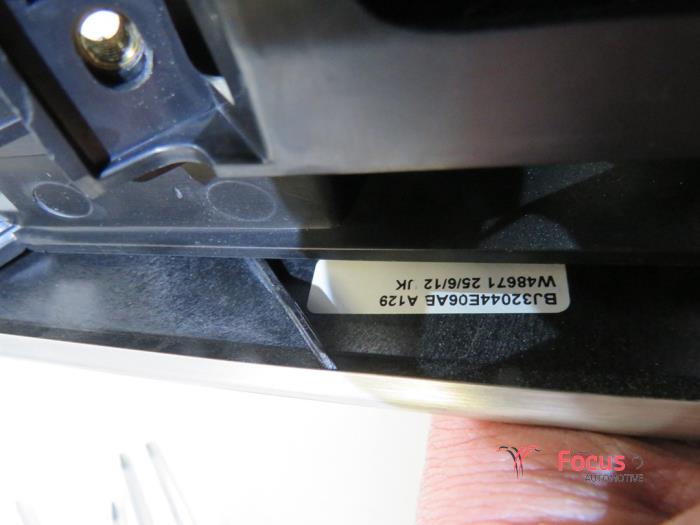 BJ32044E06AB A129
W48671 25/6/12 JK
Focus
AUTOMOTIVE